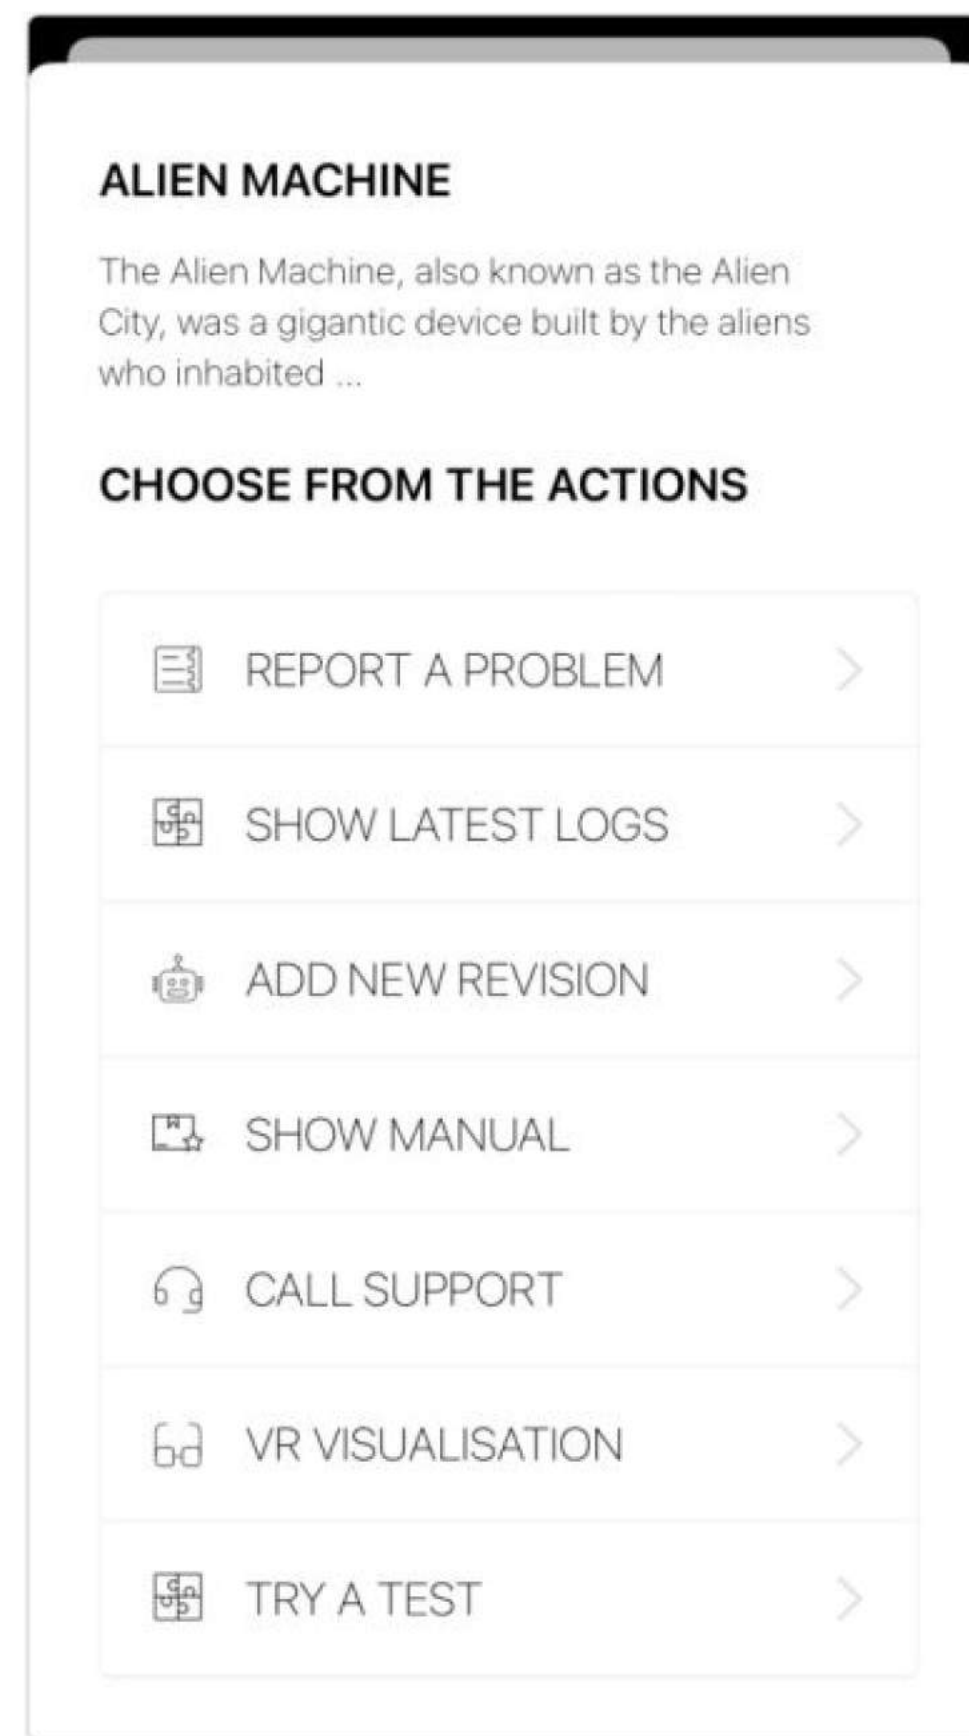 ALIEN MACHINE
The Alien Machine, also known as the Alien
City, was a gigantic device built by the aliens
who inhabited ...
CHOOSE FROM THE ACTIONS
REPORT A PROBLEM
SHOW LATEST LOGS
ADD NEW REVISION
SHOW MANUAL
CALL SUPPORT
VR VISUALISATION
TRY A TEST